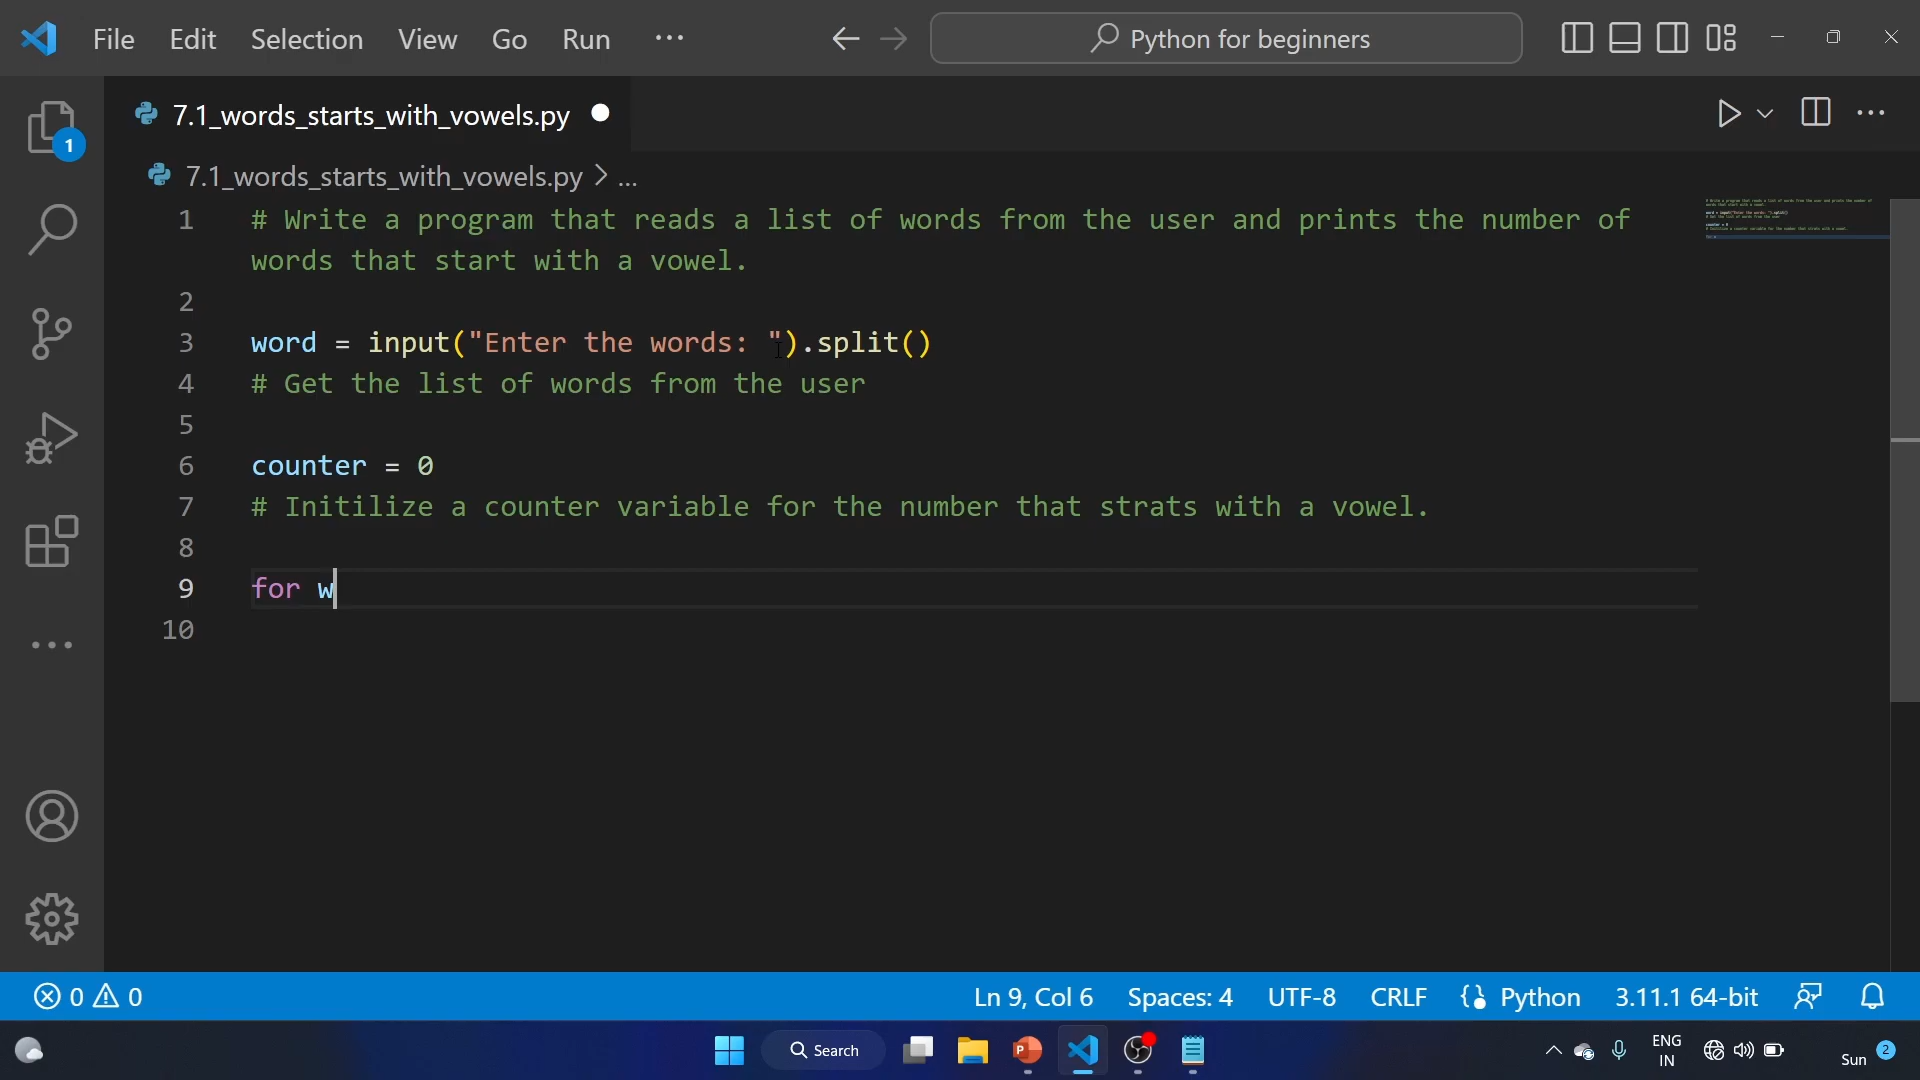 File Edit Selection View Go Run ··· Python for beginners
7.1_words_starts_with_vowels.py
1
7.1_words_starts_with_vowels.py > ...
1 # Write a program that reads a list of words from the user and prints the number of
words that start with a vowel.
2
3 word = input("Enter the words: ").split()
4 # Get the list of words from the user
5
6 counter = 0
7 # Initilize a counter variable for the number that strats with a vowel.
8
9 for w
10
0 0 Ln 9, Col 6 Spaces: 4 UTF-8 CRLF {} Python 3.11.1 64-bit
Search P ENG
IN Sun 2